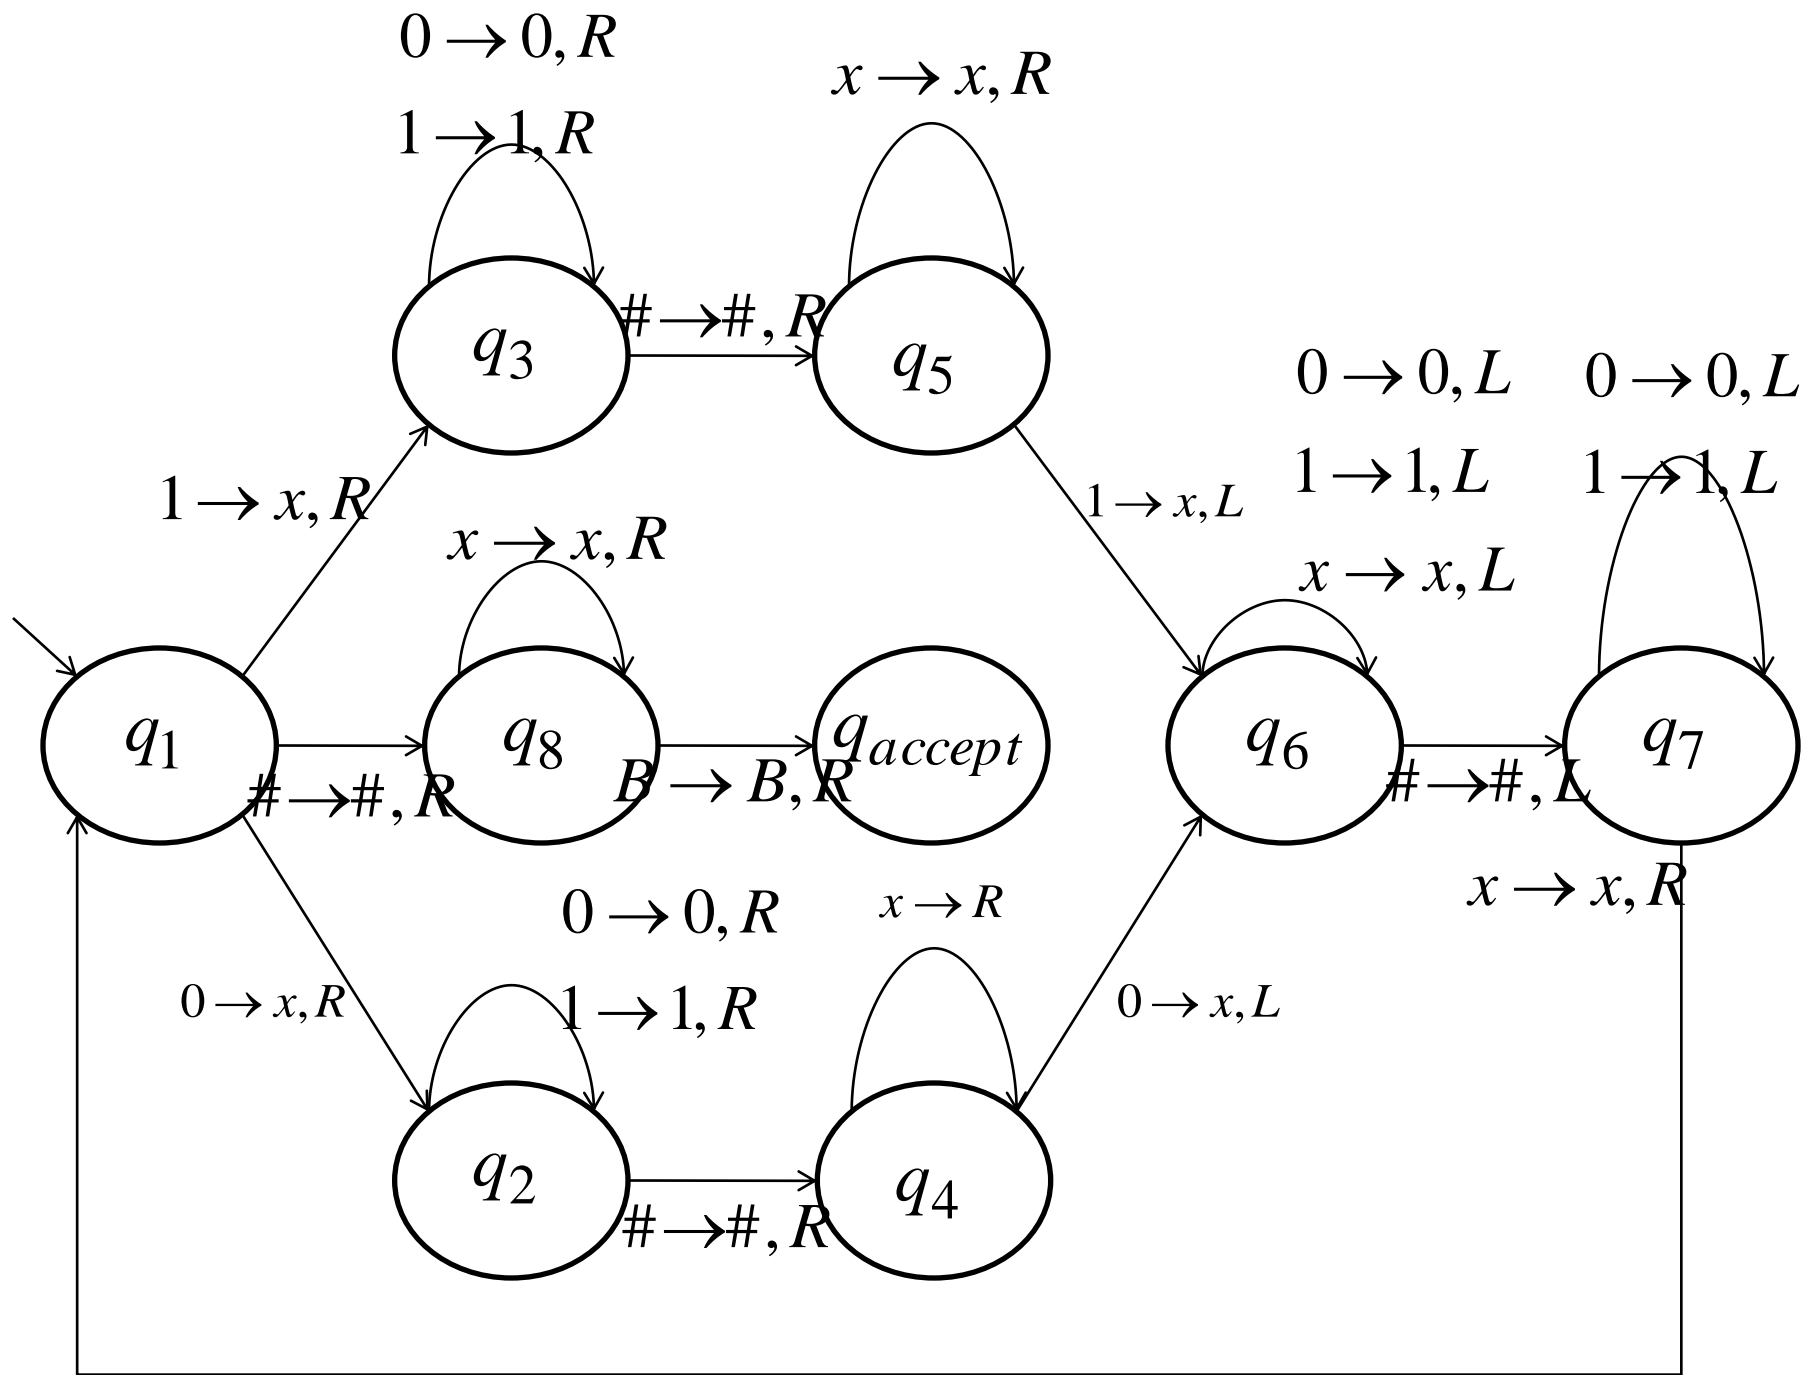 0 → 0, R
x → x, R
1 → 1, R
# → #, R
q3
q5
0 → 0, L
0 → 0, L
1 → x, R
1 → x, L
1 → 1, L
1 → 1, L
x → x, R
x → x, L
q1
q8
qaccept
q6
q7
# → #, R
B → B, R
# → #, L
x → x, R
0 → 0, R
x → R
0 → x, R
1 → 1, R
0 → x, L
q2
q4
# → #, R